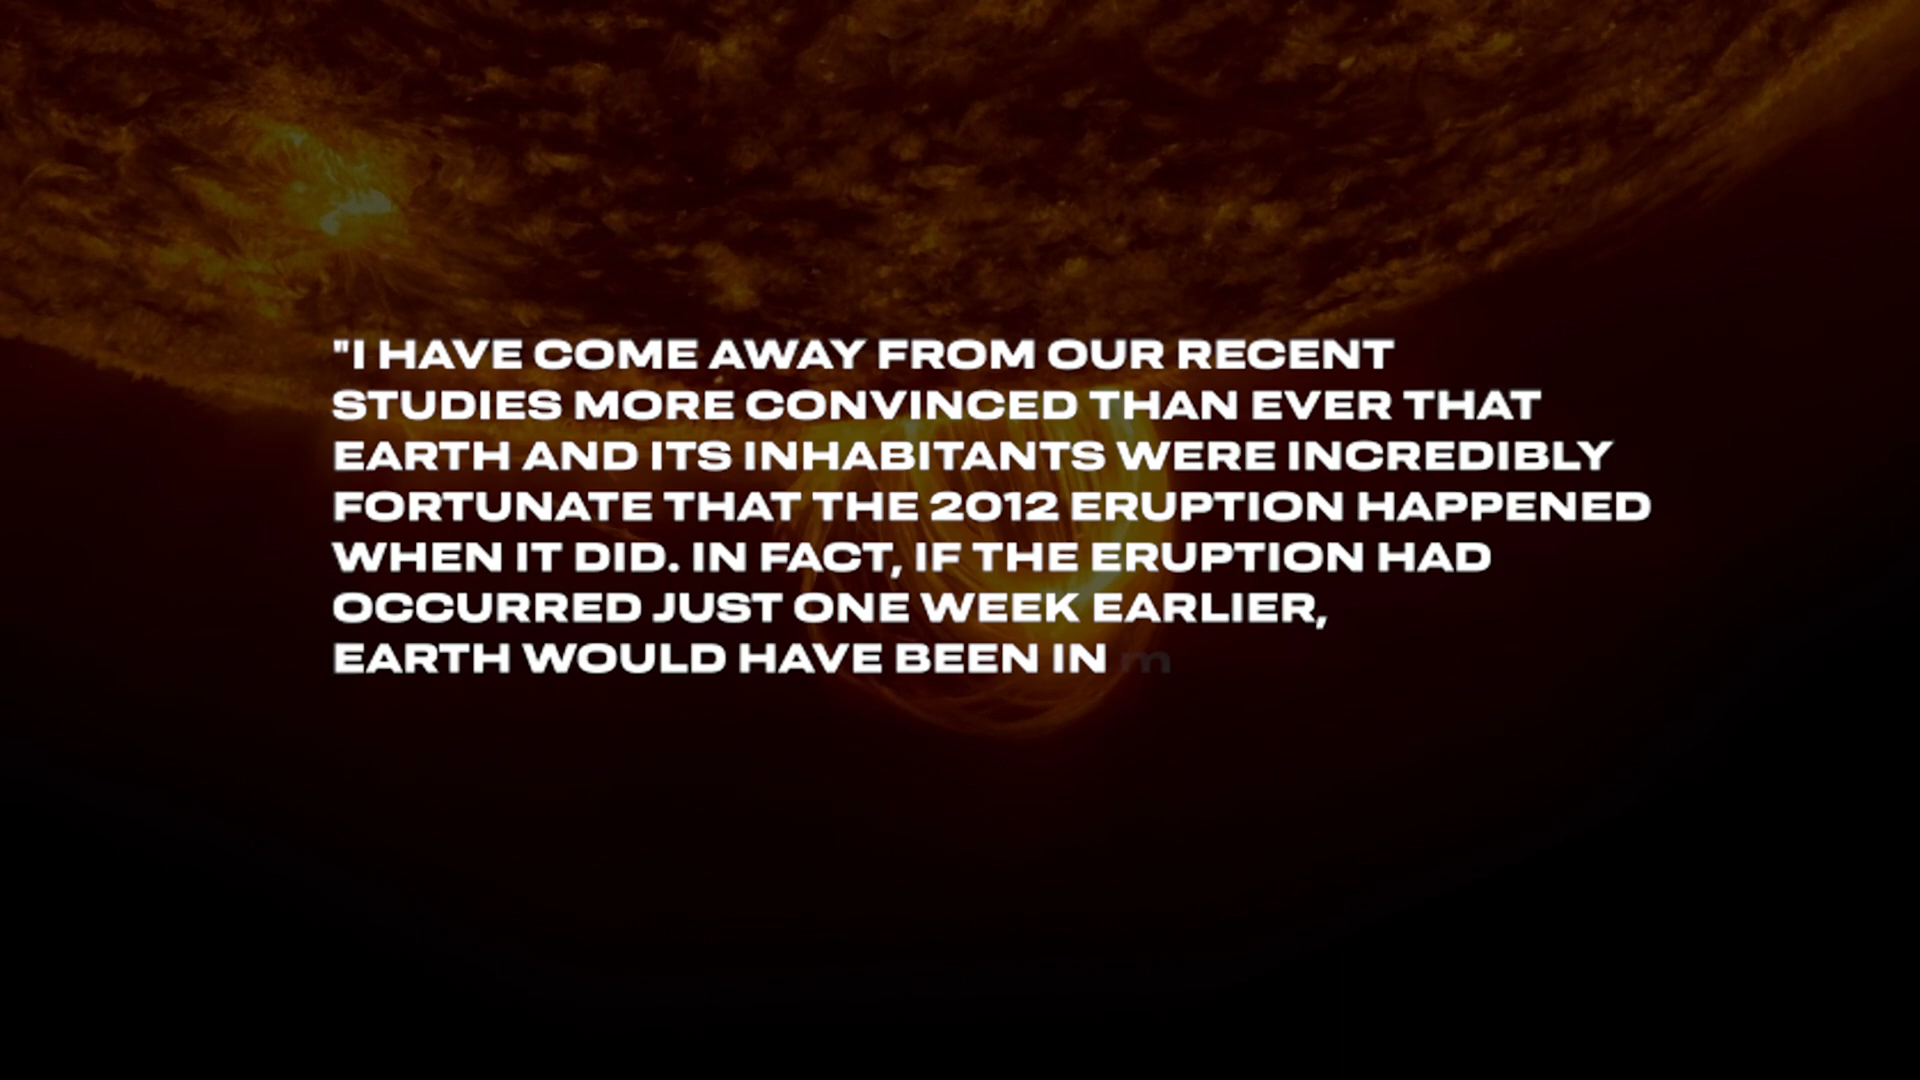 "I HAVE COME AWAY FROM OUR RECENT
STUDIES MORE CONVINCED THAN EVER THAT
EARTH AND ITS INHABITANTS WERE INCREDIBLY
FORTUNATE THAT THE 2012 ERUPTION HAPPENED
WHEN IT DID. IN FACT, IF THE ERUPTION HAD
OCCURRED JUST ONE WEEK EARLIER,
EARTH WOULD HAVE BEEN IN m